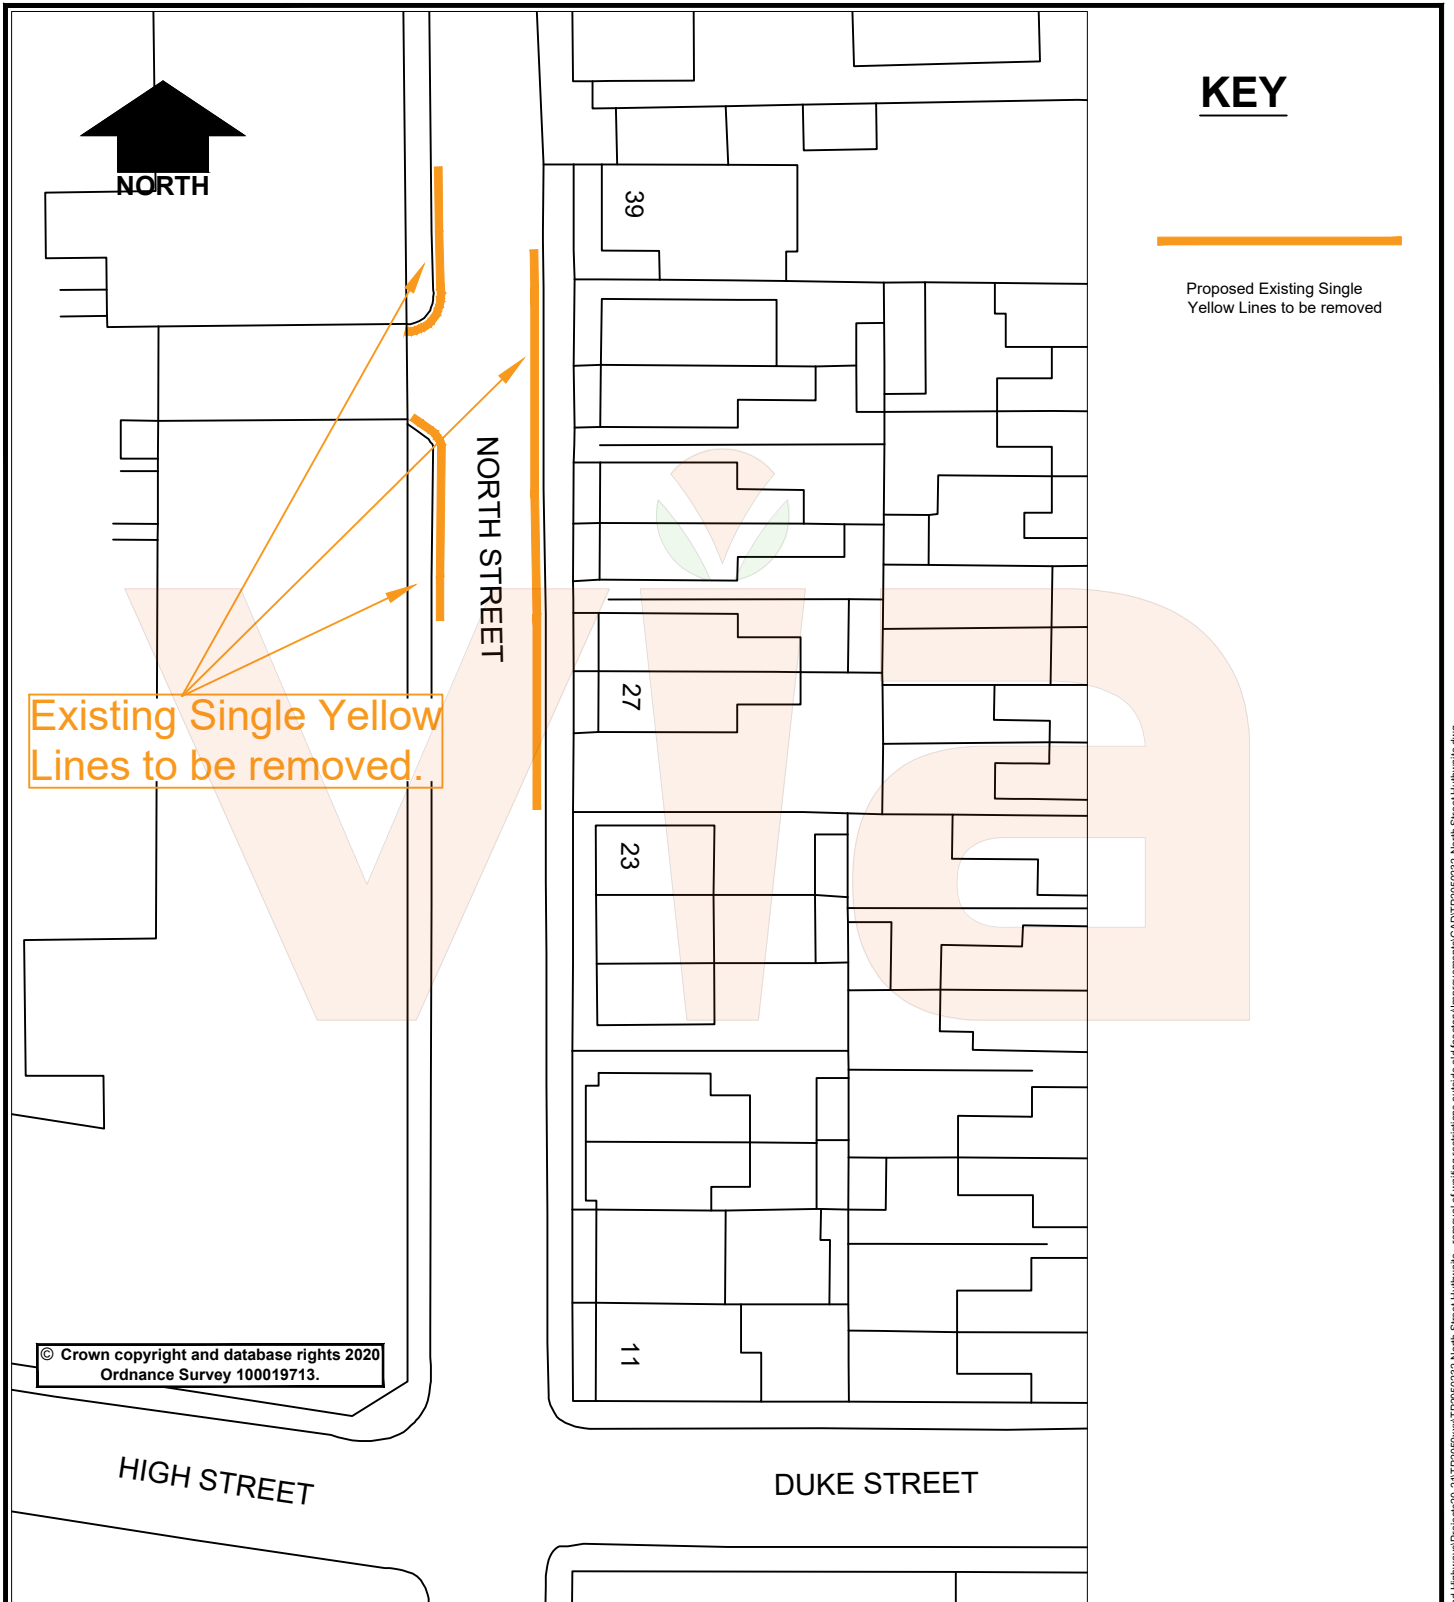 KEY
NORTH
39
Proposed Existing Single
Yellow Lines to be removed
NORTH STREET
27
Existing Single Yellow
Lines to be removed.
via
23
11
© Crown copyright and database rights 2020
Ordnance Survey 100019713.
HIGH STREET
DUKE STREET